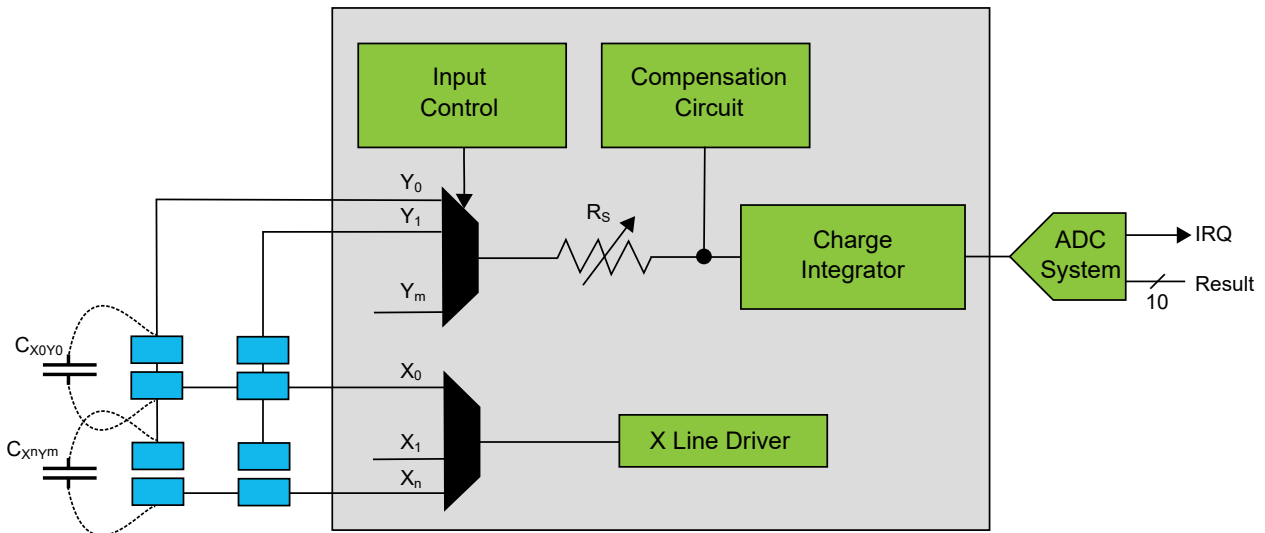 Input
Control
Compensation
Circuit
Y0
Y1
RS
Charge
Integrator
ADC
System
IRQ
Result
10
Ym
CX0Y0
X0
CXnYm
X1
Xn
X Line Driver